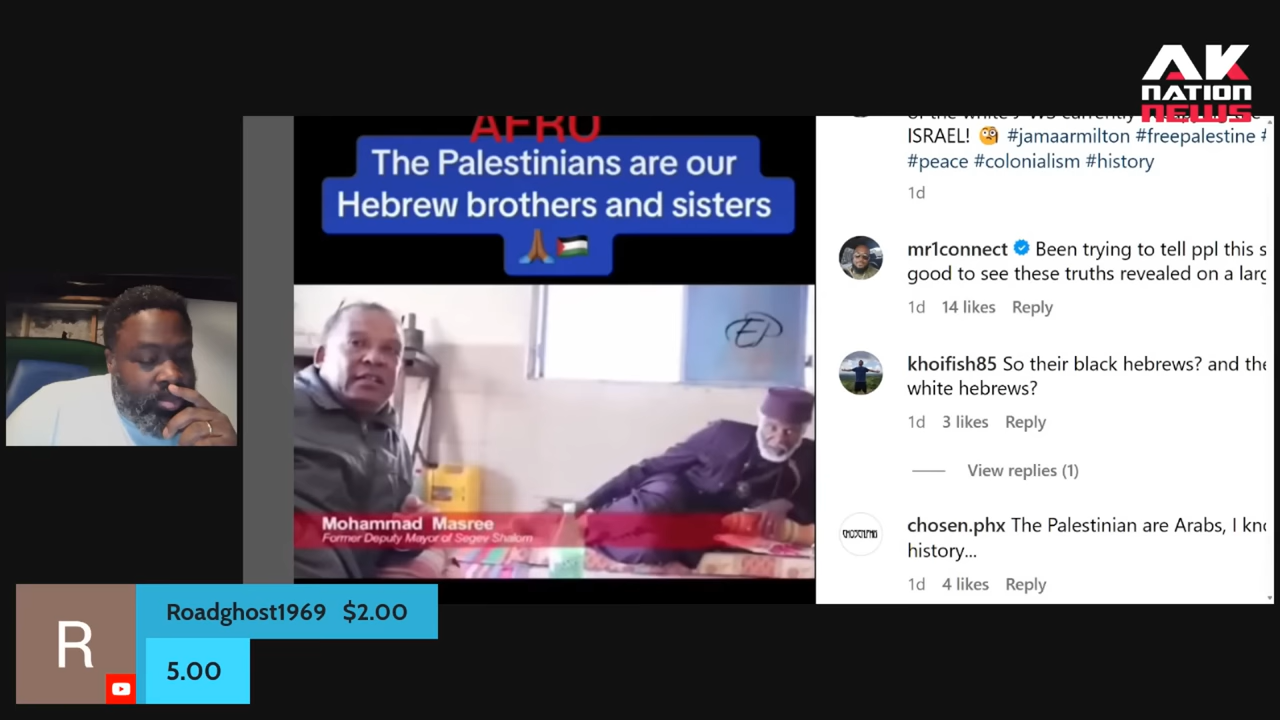 AK
NATION
NEWS
AFRO
The Palestinians are our
Hebrew brothers and sisters
EP
Mohammad Masree
Former Deputy Mayor of Segev Shalom
ISRAEL! 🧐 #jamaarmilton #freepalestine #
#peace #colonialism #history
1d
mr1connect Been trying to tell ppl this s
good to see these truths revealed on a larg
1d 14 likes Reply
khoifish85 So their black hebrews? and the
white hebrews?
1d 3 likes Reply
View replies (1)
chosen.phx The Palestinian are Arabs, I kno
history...
1d 4 likes Reply
R
Roadghost1969 $2.00
5.00